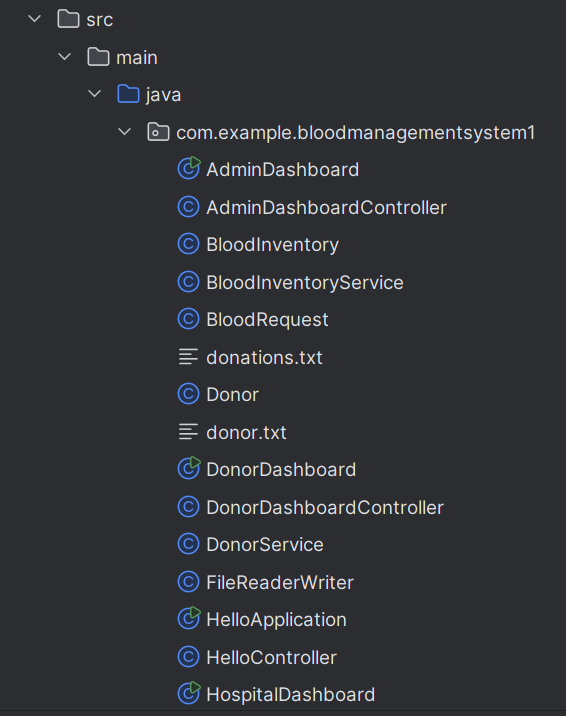 src
main
java
com.example.bloodmanagementsystem1
AdminDashboard
AdminDashboardController
BloodInventory
BloodInventoryService
BloodRequest
donations.txt
Donor
donor.txt
DonorDashboard
DonorDashboardController
DonorService
FileReaderWriter
HelloApplication
HelloController
HospitalDashboard